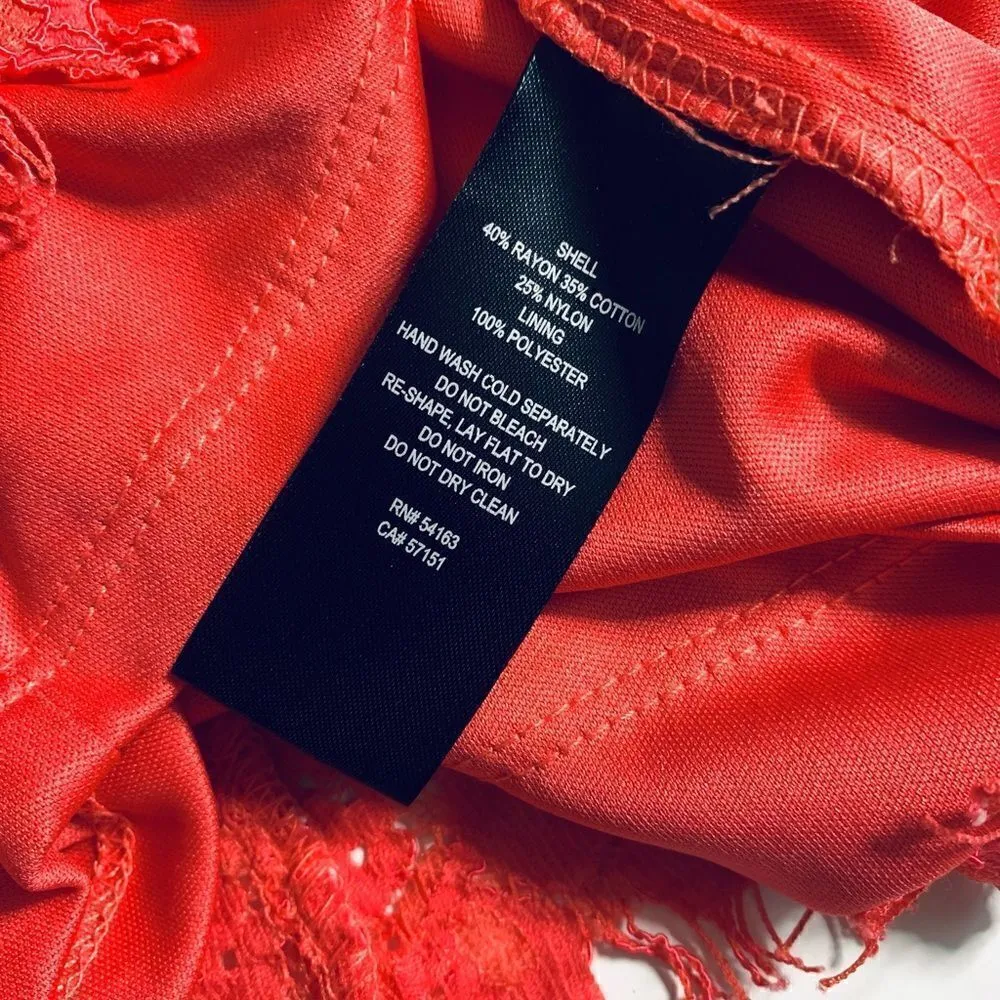 SHELL
40% RAYON 35% COTTON
25% NYLON
LINING
100% POLYESTER
HAND WASH COLD SEPARATELY
DO NOT BLEACH
RE-SHAPE, LAY FLAT TO DRY
DO NOT IRON
DO NOT DRY CLEAN
RN# 54163
CA# 57151